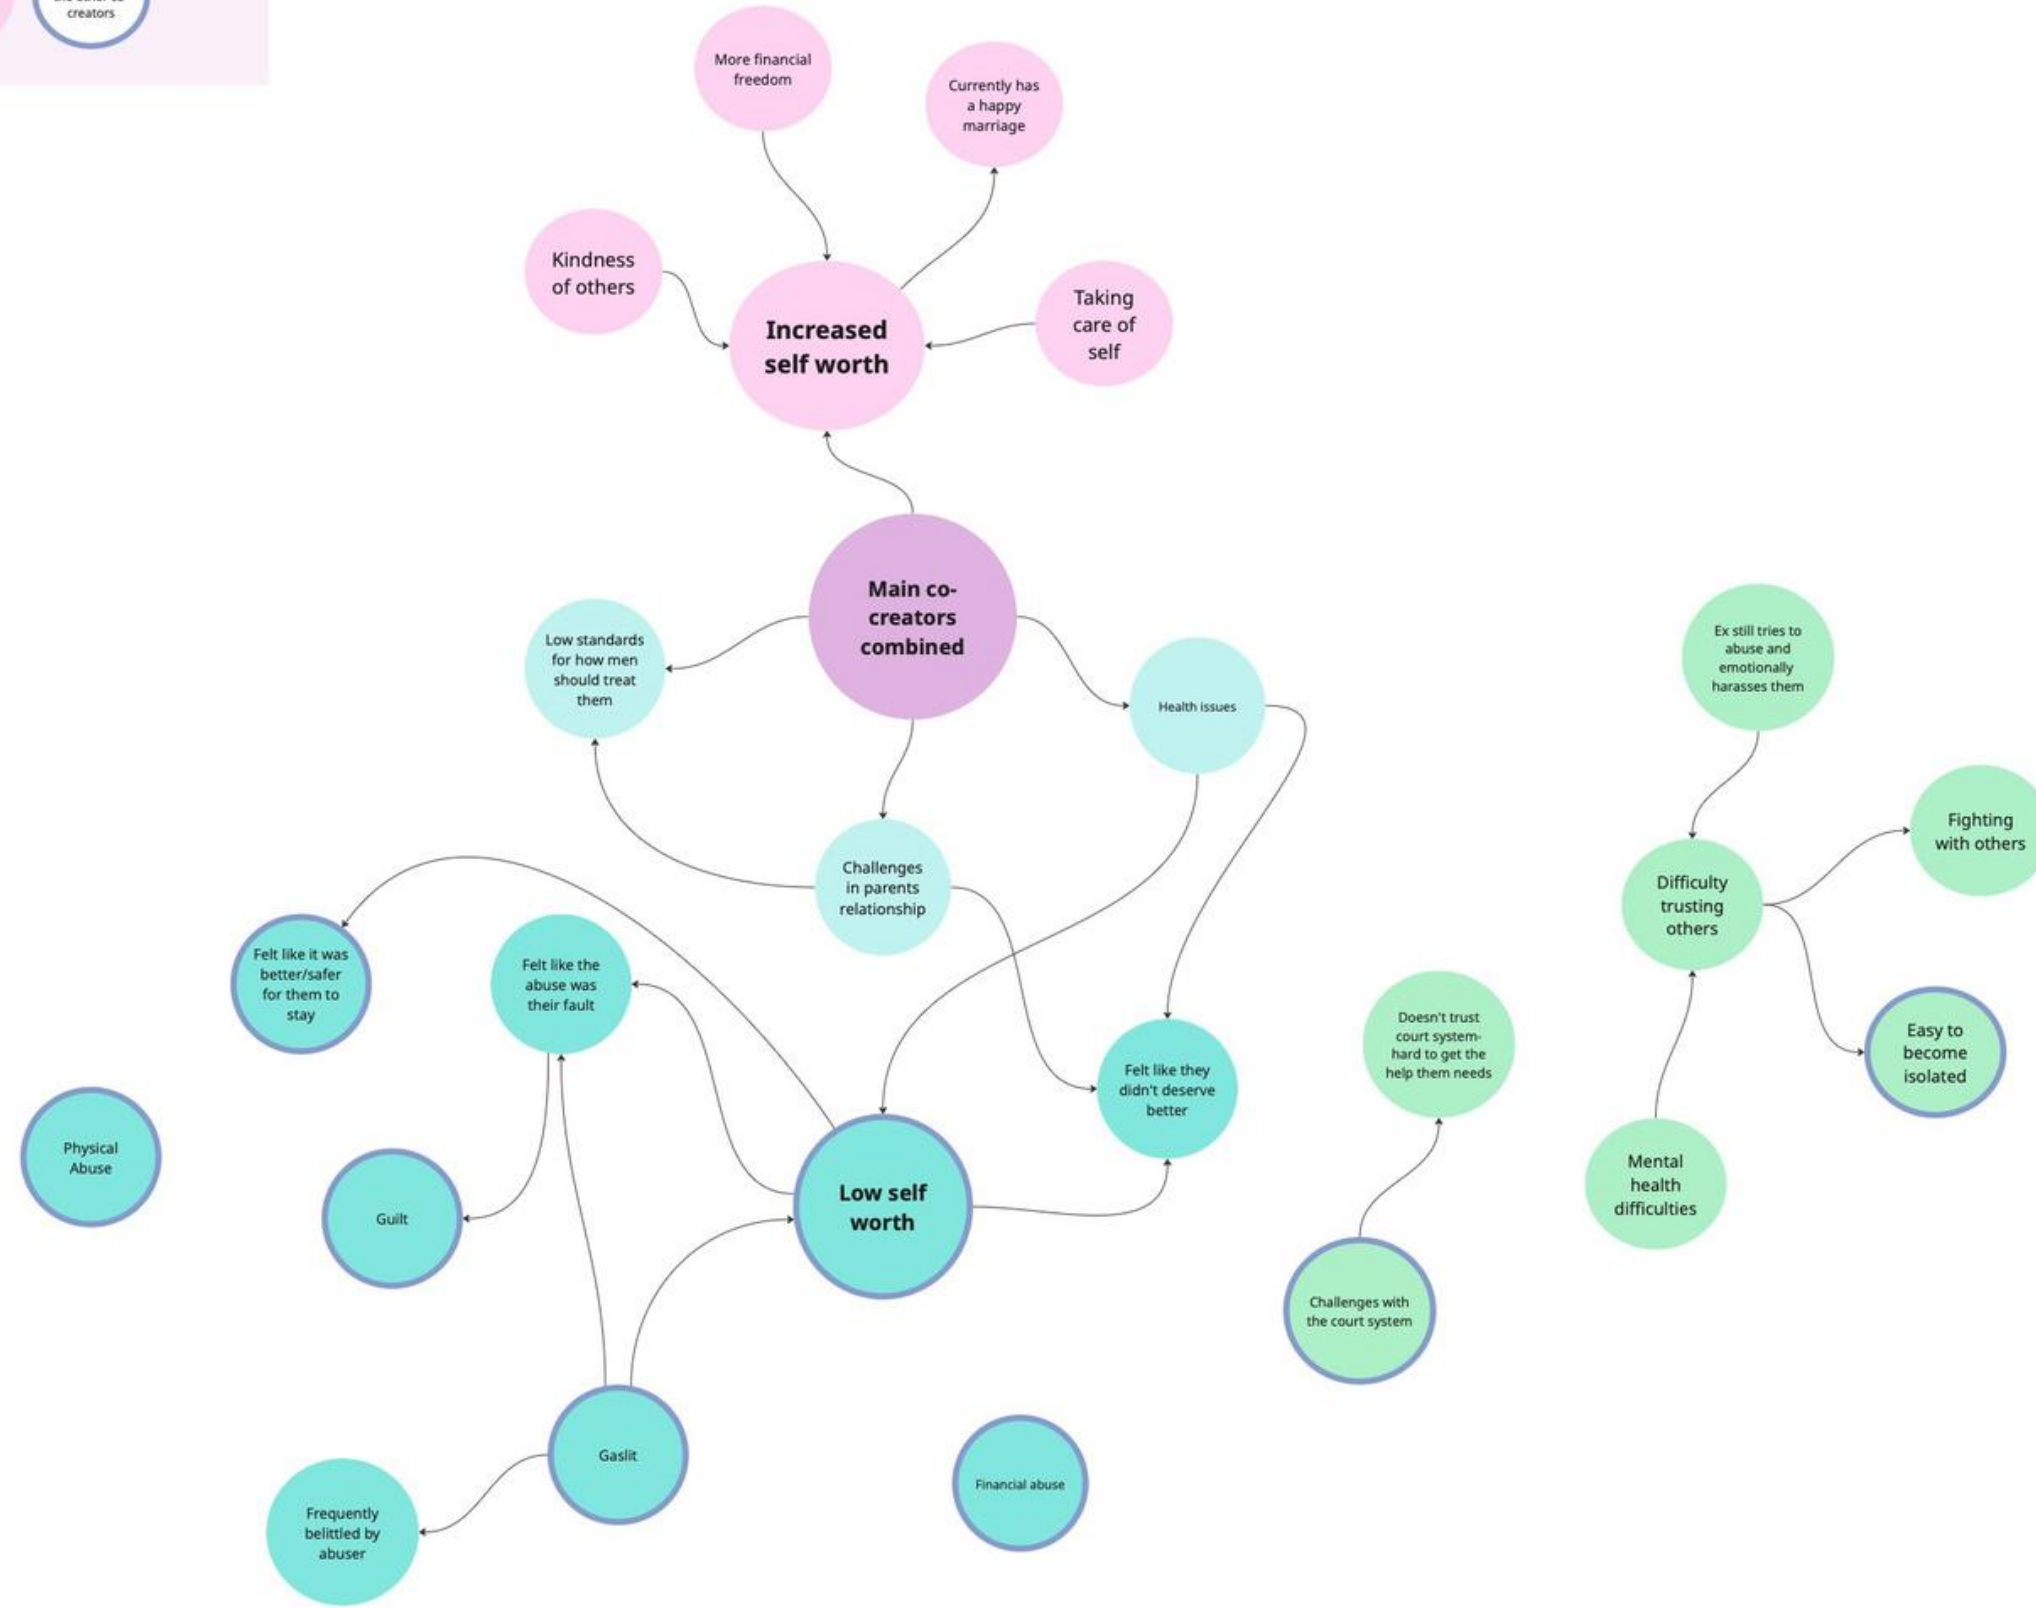 creators
More financial
freedom
Currently has
a happy
marriage
Kindness
of others
Increased
self worth
Taking
care of
self
Main co-
creators
combined
Low standards
for how men
should treat
them
Health issues
Challenges
in parents
relationship
Ex still tries to
abuse and
emotionally
harasses them
Fighting
with others
Difficulty
trusting
others
Easy to
become
isolated
Mental
health
difficulties
Doesn't trust
court system-
hard to get the
help them needs
Challenges with
the court system
Felt like it was
better/safer
for them to
stay
Felt like the
abuse was
their fault
Felt like they
didn't deserve
better
Physical
Abuse
Guilt
Low self
worth
Gaslit
Frequently
belittled by
abuser
Financial abuse